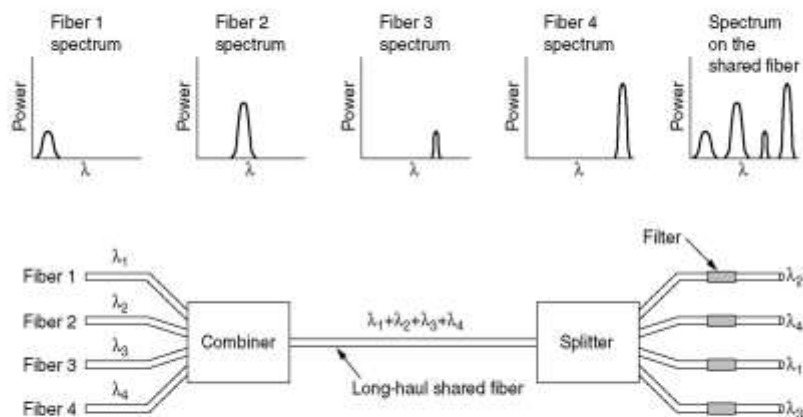 Fiber 1
spectrum
Fiber 2
spectrum
Fiber 3
spectrum
Fiber 4
spectrum
Spectrum
on the
shared fiber
Power
λ
Power
λ
Power
λ
Power
λ
Power
λ
Filter
Fiber 1
λ1
Fiber 2
λ2
Fiber 3
λ3
Fiber 4
λ4
Combiner
λ1+λ2+λ3+λ4
Long-haul shared fiber
Splitter
λ2
λ4
λ1
λ3